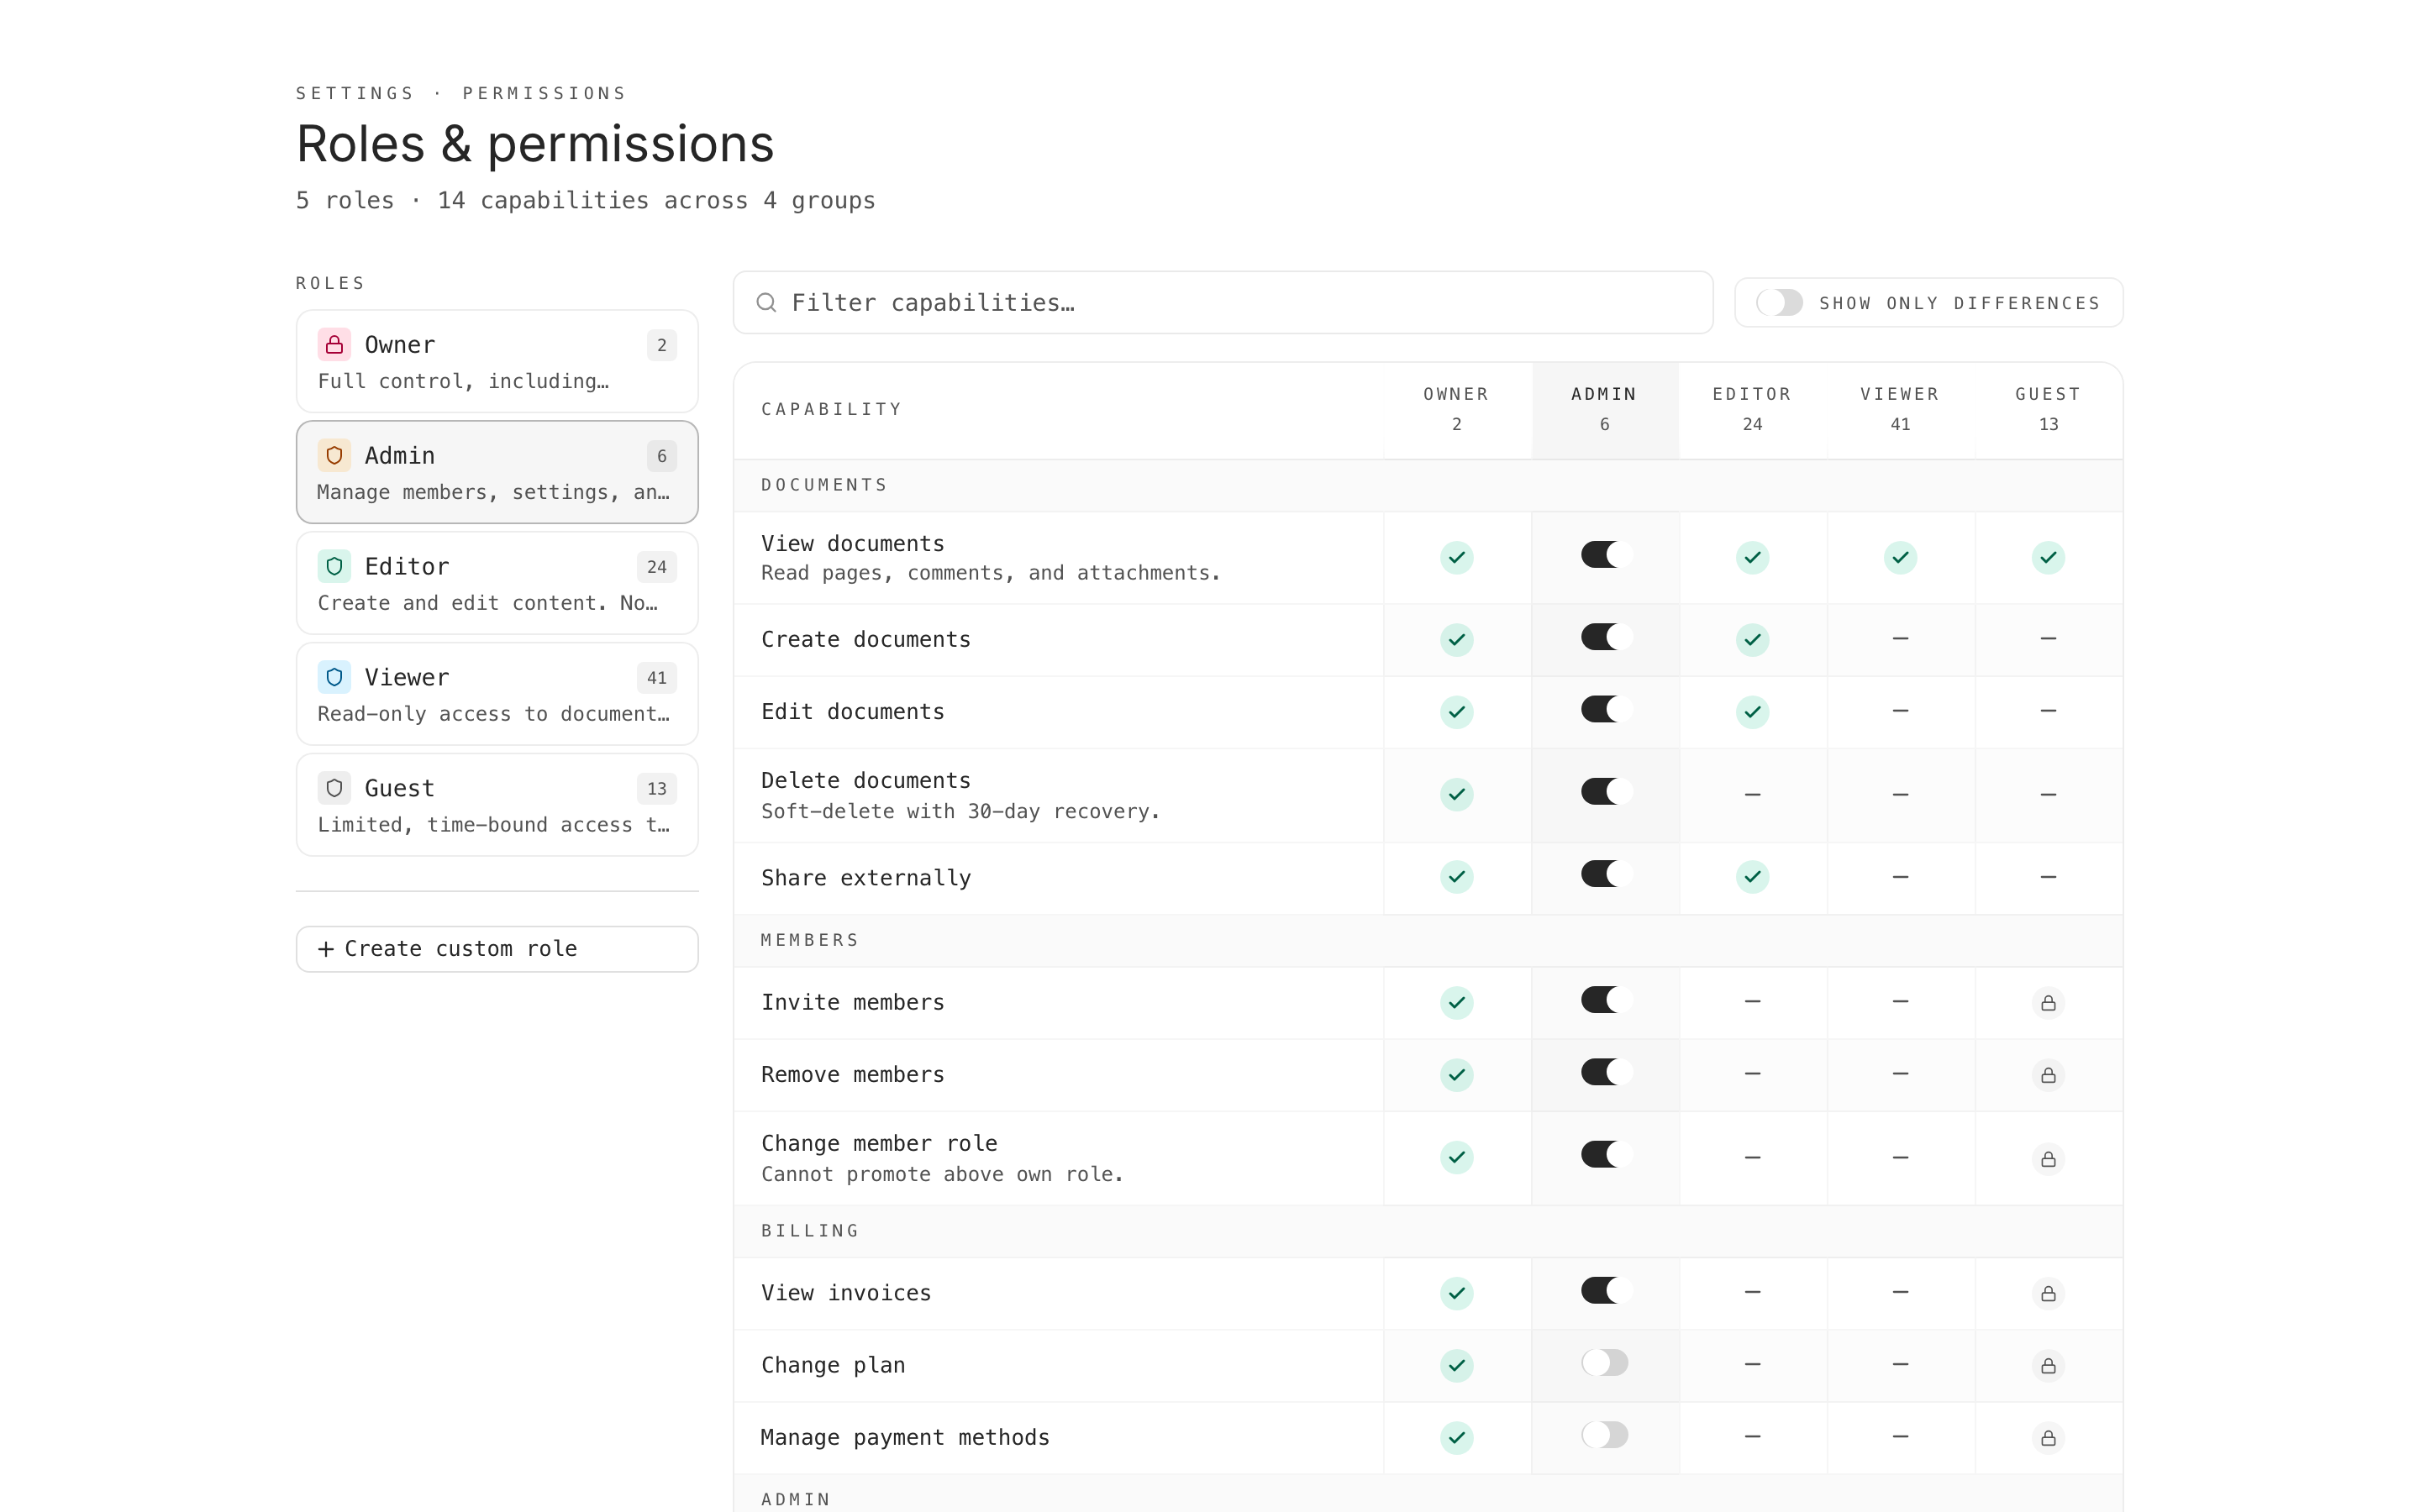 SETTINGS · PERMISSIONS
Roles & permissions
5 roles · 14 capabilities across 4 groups
ROLES
Owner 2
Full control, including…
Admin 6
Manage members, settings, an…
Editor 24
Create and edit content. No…
Viewer 41
Read-only access to document…
Guest 13
Limited, time-bound access t…
+ Create custom role
Filter capabilities…
SHOW ONLY DIFFERENCES
CAPABILITY
OWNER ADMIN EDITOR VIEWER GUEST
2 6 24 41 13
DOCUMENTS
View documents
Read pages, comments, and attachments.
Create documents
Edit documents
Delete documents
Soft-delete with 30-day recovery.
Share externally
MEMBERS
Invite members
Remove members
Change member role
Cannot promote above own role.
BILLING
View invoices
Change plan
Manage payment methods
ADMIN